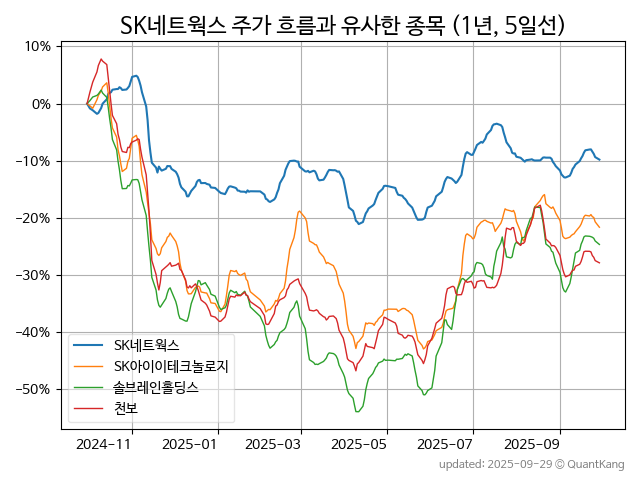 SK네트웍스 주가 흐름과 유사한 종목 (1년, 5일선)
10%
0%
−10%
−20%
−30%
−40%
−50%
SK네트웍스
SK아이이테크놀로지
솔브레인홀딩스
천보
2024−11
2025−01
2025−03
2025−05
2025−07
2025−09
updated: 2025-09-29 © QuantKang